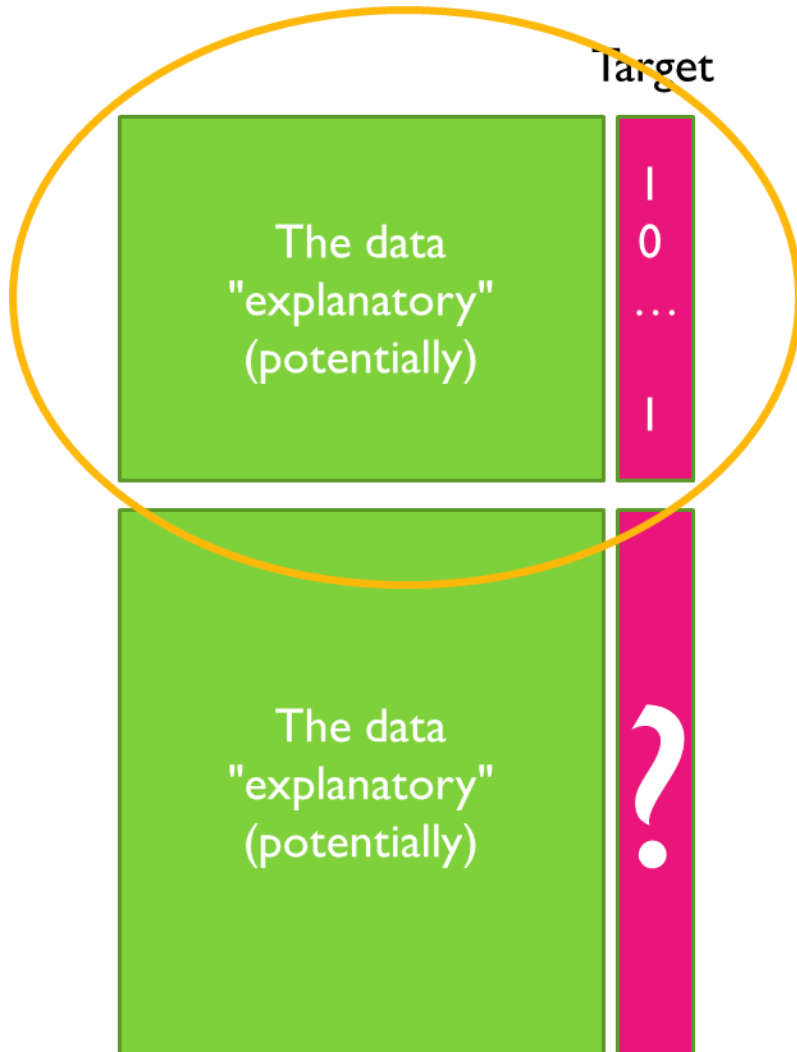 Target
The data
"explanatory"
(potentially)
1
0
...
1
The data
"explanatory"
(potentially)
?